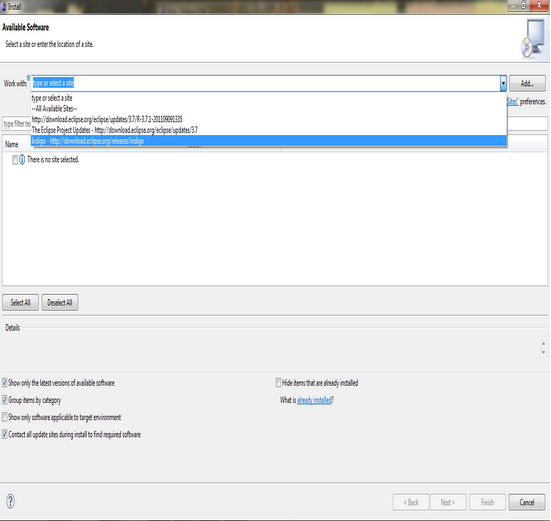 Install
Available Software
Select a site or enter the location of a site.
Work with: type or select a site Add...
type or select a site
--All Available Sites--
http://download.eclipse.org/eclipse/updates/3.7/R-3.7.1-201109091335
The Eclipse Project Updates - http://download.eclipse.org/eclipse/updates/3.7
Indigo - http://download.eclipse.org/releases/indigo
Sites" preferences.
type filter
Name
There is no site selected.
Select All Deselect All
Details
Show only the latest versions of available software Hide items that are already installed
Group items by category What is already installed?
Show only software applicable to target environment
Contact all update sites during install to find required software
< Back Next > Finish Cancel